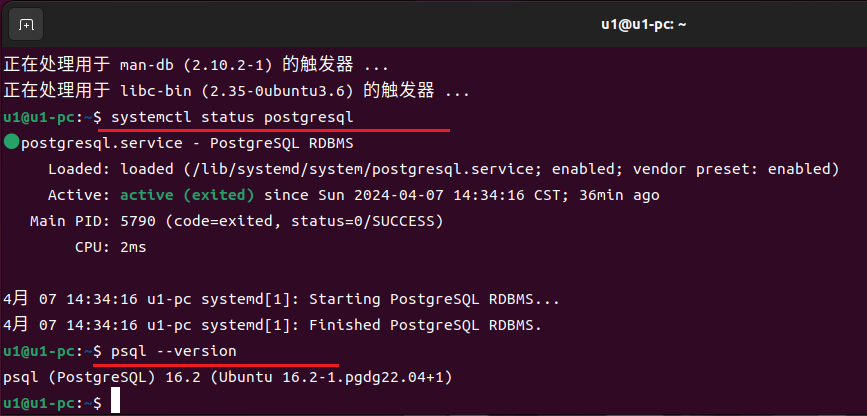 u1@u1-pc: ~
正在处理用于 man-db (2.10.2-1) 的触发器 ...
正在处理用于 libc-bin (2.35-0ubuntu3.6) 的触发器 ...
u1@u1-pc:~$ systemctl status postgresql
●postgresql.service - PostgreSQL RDBMS
     Loaded: loaded (/lib/systemd/system/postgresql.service; enabled; vendor preset: enabled)
     Active: active (exited) since Sun 2024-04-07 14:34:16 CST; 36min ago
   Main PID: 5790 (code=exited, status=0/SUCCESS)
        CPU: 2ms
4月 07 14:34:16 u1-pc systemd[1]: Starting PostgreSQL RDBMS...
4月 07 14:34:16 u1-pc systemd[1]: Finished PostgreSQL RDBMS.
u1@u1-pc:~$ psql --version
psql (PostgreSQL) 16.2 (Ubuntu 16.2-1.pgdg22.04+1)
u1@u1-pc:~$